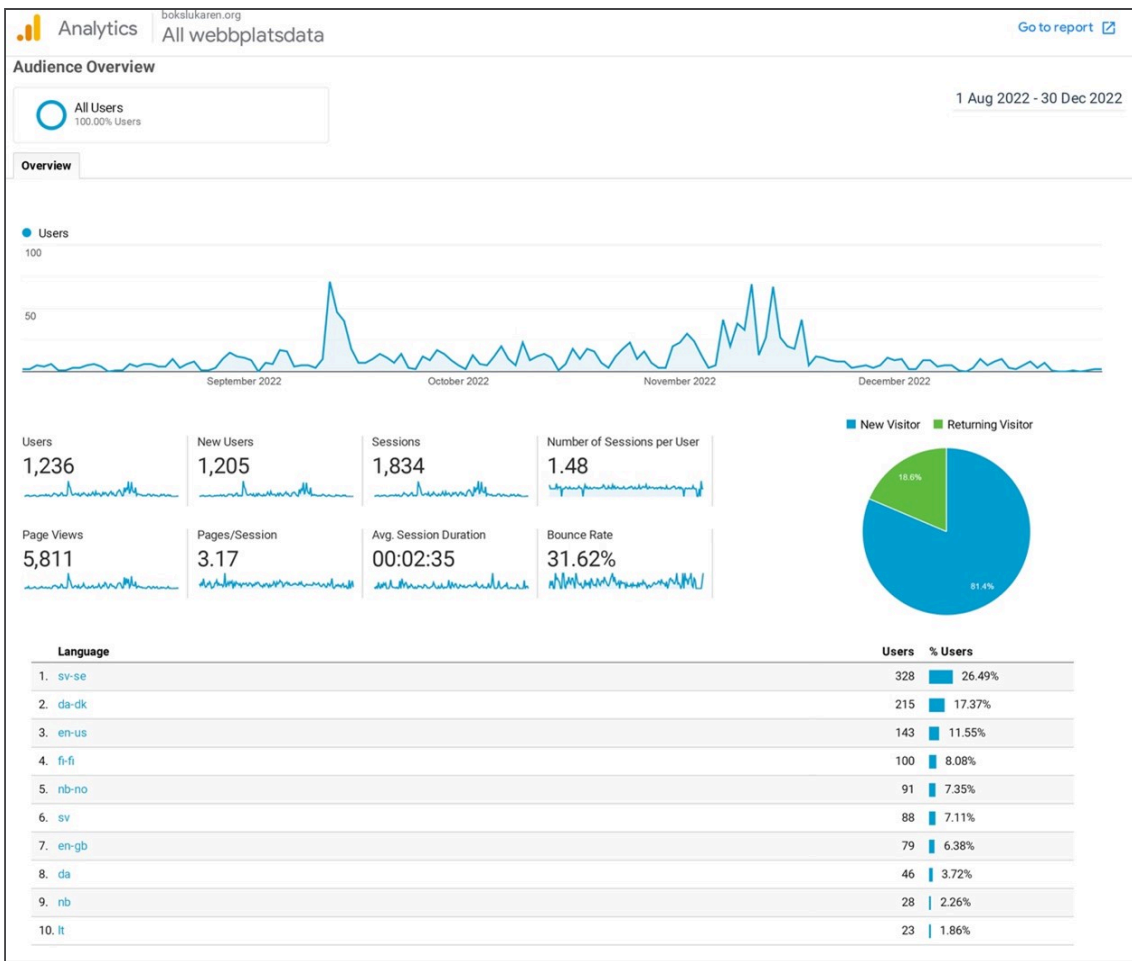 Analytics
bokslukaren.org
All webbplatsdata
Go to report
Audience Overview
All Users
100.00% Users
1 Aug 2022 - 30 Dec 2022
Overview
Users
100
50
September 2022 October 2022 November 2022 December 2022
New Visitor Returning Visitor
Users New Users Sessions Number of Sessions per User
1,236 1,205 1,834 1.48
18.6%
Page Views Pages/Session Avg. Session Duration Bounce Rate
5,811 3.17 00:02:35 31.62%
81.4%
Language Users % Users
1. sv-se 328 26.49%
2. da-dk 215 17.37%
3. en-us 143 11.55%
4. fi-fi 100 8.08%
5. nb-no 91 7.35%
6. sv 88 7.11%
7. en-gb 79 6.38%
8. da 46 3.72%
9. nb 28 2.26%
10. lt 23 1.86%